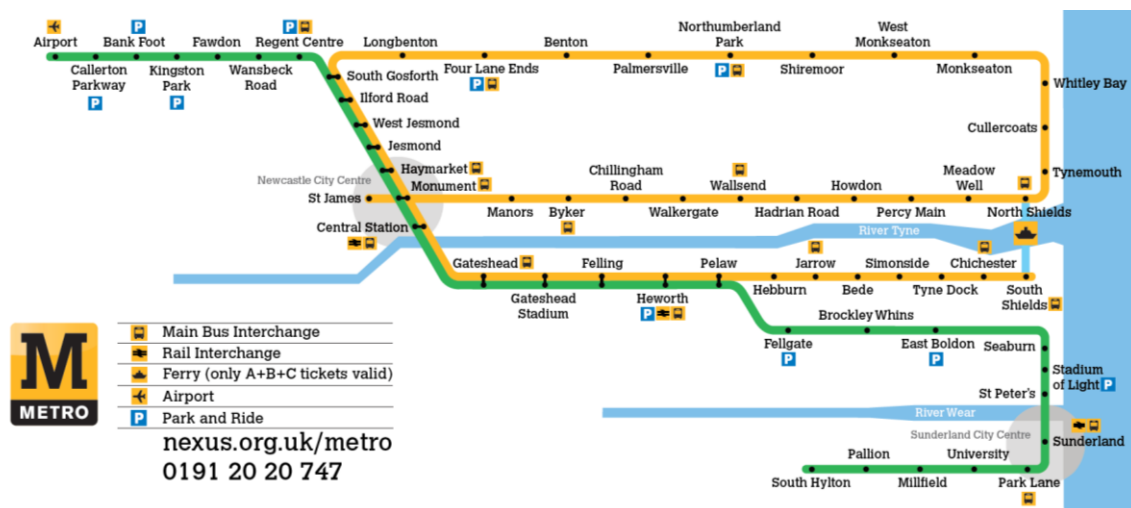 Airport
Callerton
Parkway
Bank Foot
Kingston
Park
Fawdon
Wansbeck
Road
Regent Centre
Longbenton
Four Lane Ends
Benton
Palmersville
Northumberland
Park
Shiremoor
West
Monkseaton
Monkseaton
Whitley Bay
Cullercoats
Tynemouth
South Gosforth
Ilford Road
West Jesmond
Jesmond
Haymarket
Newcastle City Centre
Monument
St James
Manors
Byker
Chillingham
Road
Walkergate
Wallsend
Hadrian Road
Howdon
Percy Main
Meadow
Well
North Shields
Central Station
River Tyne
Gateshead
Gateshead
Stadium
Felling
Heworth
Pelaw
Hebburn
Jarrow
Bede
Simonside
Tyne Dock
Chichester
South
Shields
Fellgate
Brockley Whins
East Boldon
Seaburn
Stadium
of Light
St Peter's
River Wear
Sunderland City Centre
Sunderland
Park Lane
University
Millfield
Pallion
South Hylton
M
METRO
Main Bus Interchange
Rail Interchange
Ferry (only A+B+C tickets valid)
Airport
P Park and Ride
nexus.org.uk/metro
0191 20 20 747